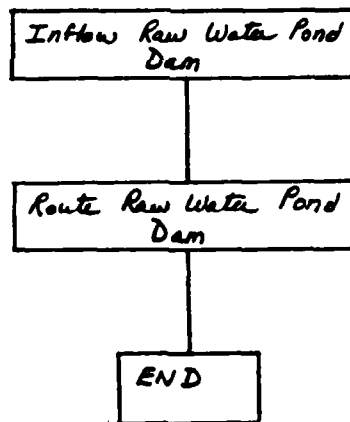 Inflow Raw Water Pond
Dam
Route Raw Water Pond
Dam
END